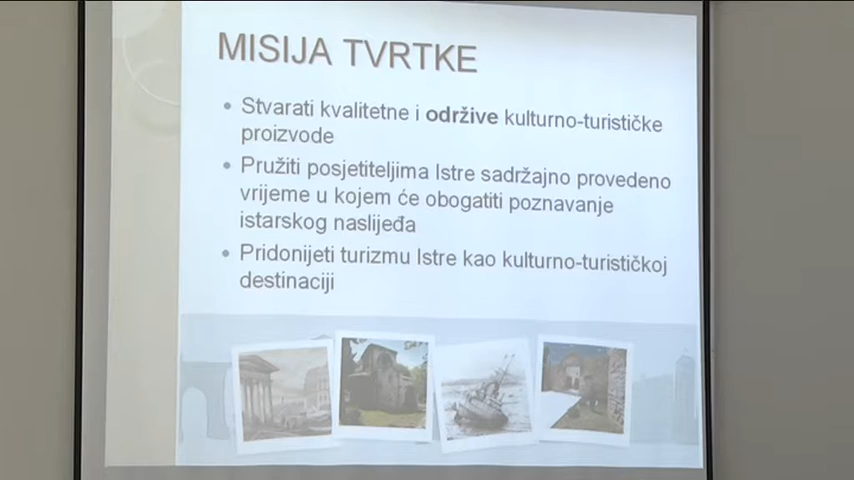 MISIJA TVRTKE
• Stvarati kvalitetne i održive kulturno-turističke
proizvode
• Pružiti posjetiteljima Istre sadržajno provedeno
vrijeme u kojem će obogatiti poznavanje
istarskog naslijeđa
• Pridonijeti turizmu Istre kao kulturno-turističkoj
destinaciji